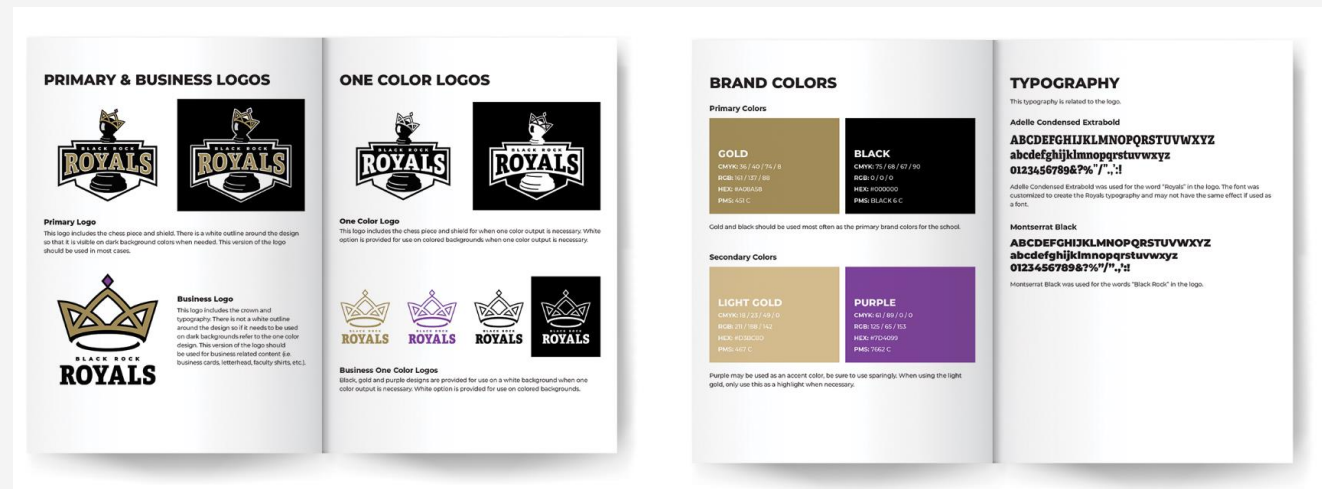 PRIMARY & BUSINESS LOGOS
BLACK ROCK
ROYALS
BLACK ROCK
ROYALS
Primary Logo
This logo includes the chess piece and shield. There is a white outline around the design
so that it is visible on dark background colors when needed. This version of the logo
should be used in most cases.
BLACK ROCK
ROYALS
Business Logo
This logo includes the crown and
typography. There is not a white outline
around the design so if it needs to be used
on dark backgrounds refer to the one color
design. This version of the logo should
be used for business related content (i.e.
business cards, letterhead, faculty shirts, etc.).
ONE COLOR LOGOS
BLACK ROCK
ROYALS
BLACK ROCK
ROYALS
One Color Logo
This logo includes the chess piece and shield for when one color output is necessary. White
option is provided for use on colored backgrounds when one color output is necessary.
BLACK ROCK
ROYALS
BLACK ROCK
ROYALS
BLACK ROCK
ROYALS
BLACK ROCK
ROYALS
Business One Color Logos
Black, gold and purple designs are provided for use on a white background when one
color output is necessary. White option is provided for use on colored backgrounds.
BRAND COLORS
Primary Colors
GOLD
CMYK: 36 / 40 / 74 / 8
RGB: 161 / 137 / 88
HEX: #A08A58
PMS: 451 C
BLACK
CMYK: 75 / 68 / 67 / 90
RGB: 0 / 0 / 0
HEX: #000000
PMS: BLACK 6 C
Gold and black should be used most often as the primary brand colors for the school.
Secondary Colors
LIGHT GOLD
PMS: 467 C
PURPLE
CMYK: 61 / 89 / 0 / 0
RGB: 125 / 65 / 153
HEX: #7D4099
PMS: 7662 C
Purple may be used as an accent color, be sure to use sparingly. When using the light
gold, only use this as a highlight when necessary.
TYPOGRAPHY
This typography is related to the logo.
Adelle Condensed Extrabold
ABCDEFGHIJKLMNOPQRSTUVWXYZ
abcdefghijklmnopqrstuvwxyz
0123456789&?%"/".,':!
Adelle Condensed Extrabold was used for the word "Royals" in the logo. The font was
customized to create the Royals typography and may not have the same effect if used as
a font.
Montserrat Black
ABCDEFGHIJKLMNOPQRSTUVWXYZ
abcdefghijklmnopqrstuvwxyz
0123456789&?%"/".,':!
Montserrat Black was used for the words "Black Rock" in the logo.